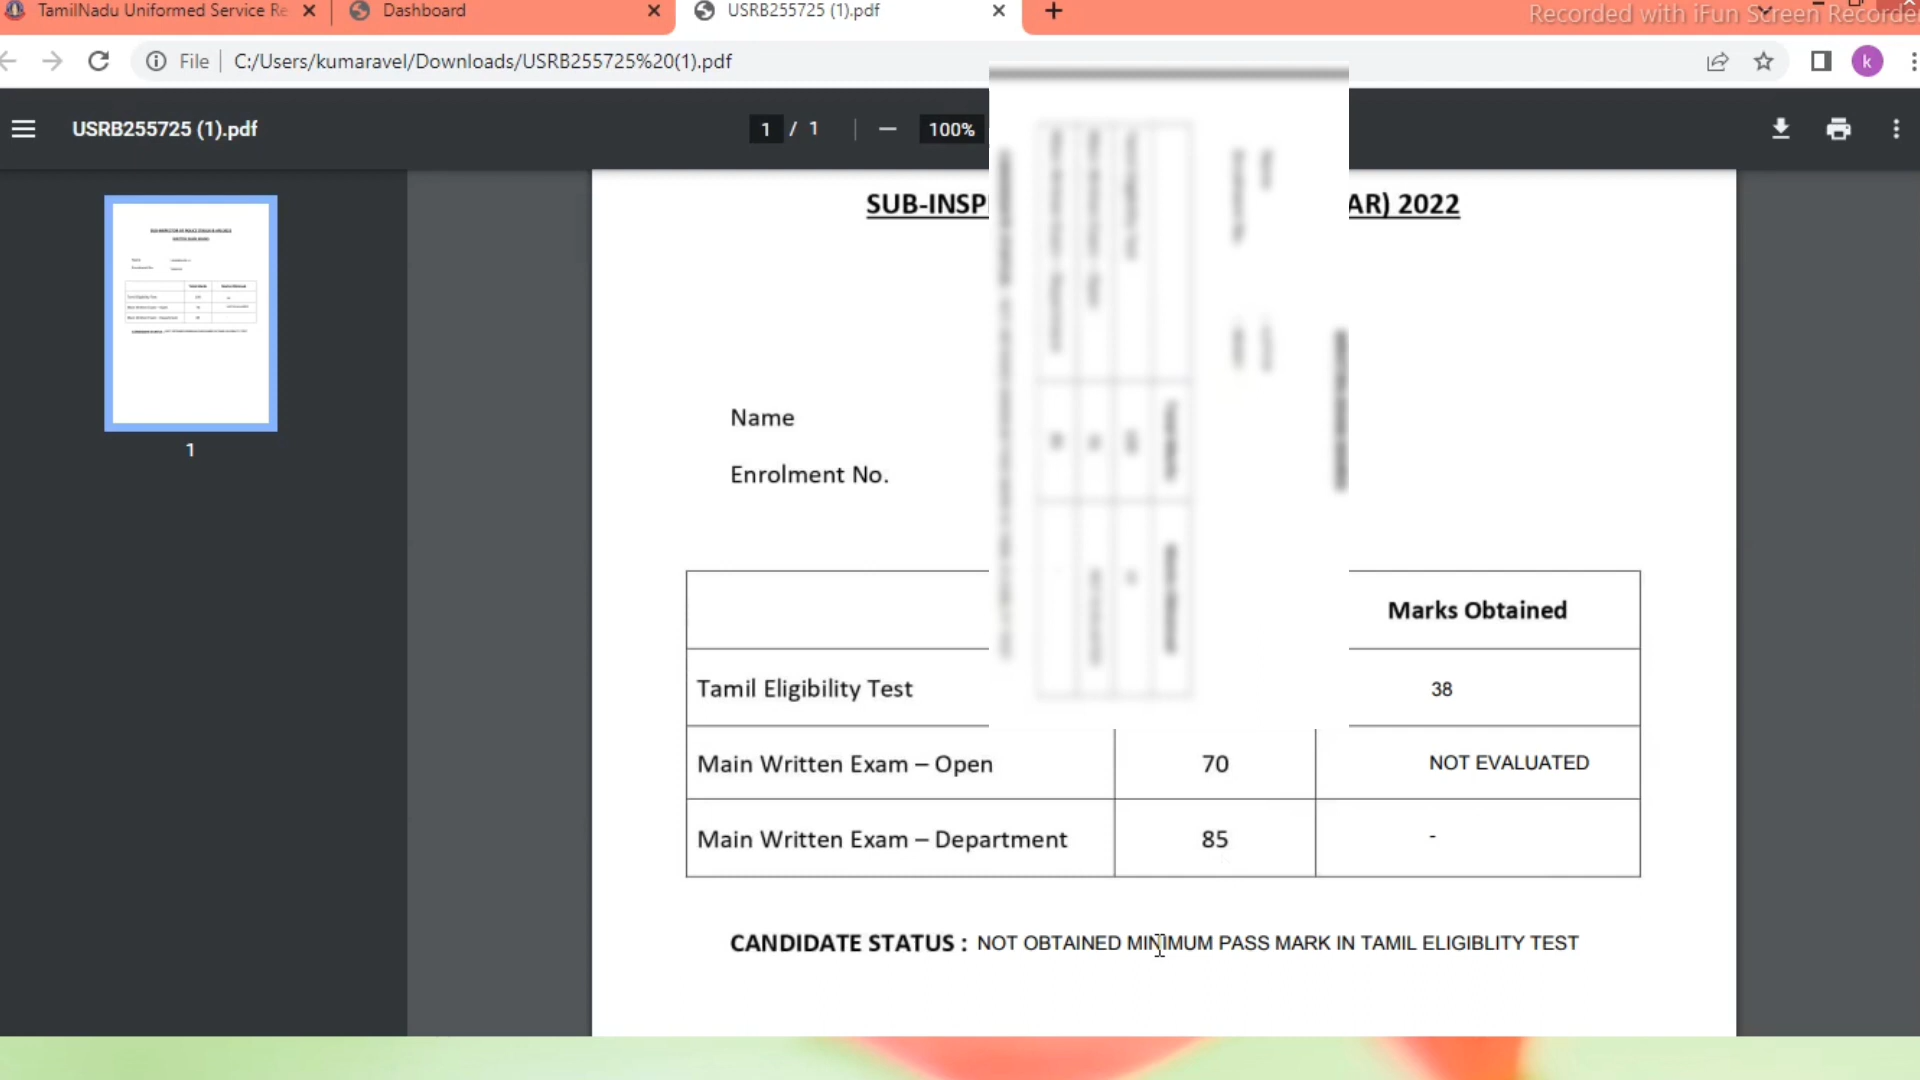 TamilNadu Uniformed Service Re
Dashboard
USRB255725 (1).pdf
Recorded with iFun Screen Recorder
File
C:/Users/kumaravel/Downloads/USRB255725%20(1).pdf
k
USRB255725 (1).pdf
1 / 1
100%
SUB-INSP
AR) 2022
Name
Enrolment No.
Marks Obtained
Tamil Eligibility Test 38
Main Written Exam – Open 70 NOT EVALUATED
Main Written Exam – Department 85 -
CANDIDATE STATUS : NOT OBTAINED MINIMUM PASS MARK IN TAMIL ELIGIBLITY TEST
1